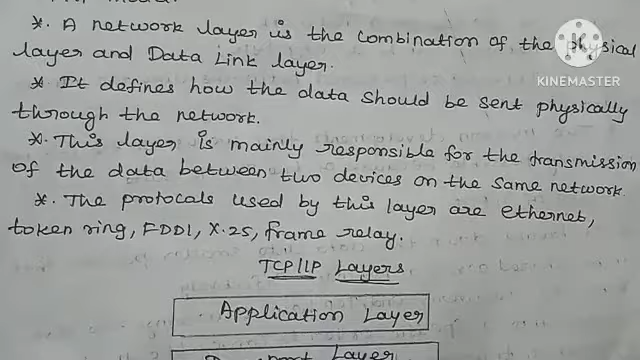 *. A network layer is the combination of the physical
layer and Data Link layer.
*. It defines how the data should be sent physically
through the network.
*. This layer is mainly responsible for the transmission
of the data between two devices on the same network.
*. The protocals used by this layer are ethernet,
token ring, FDDI, X.25, frame relay.
TCP/IP Layers
Application Layer
Layer
KINEMASTER